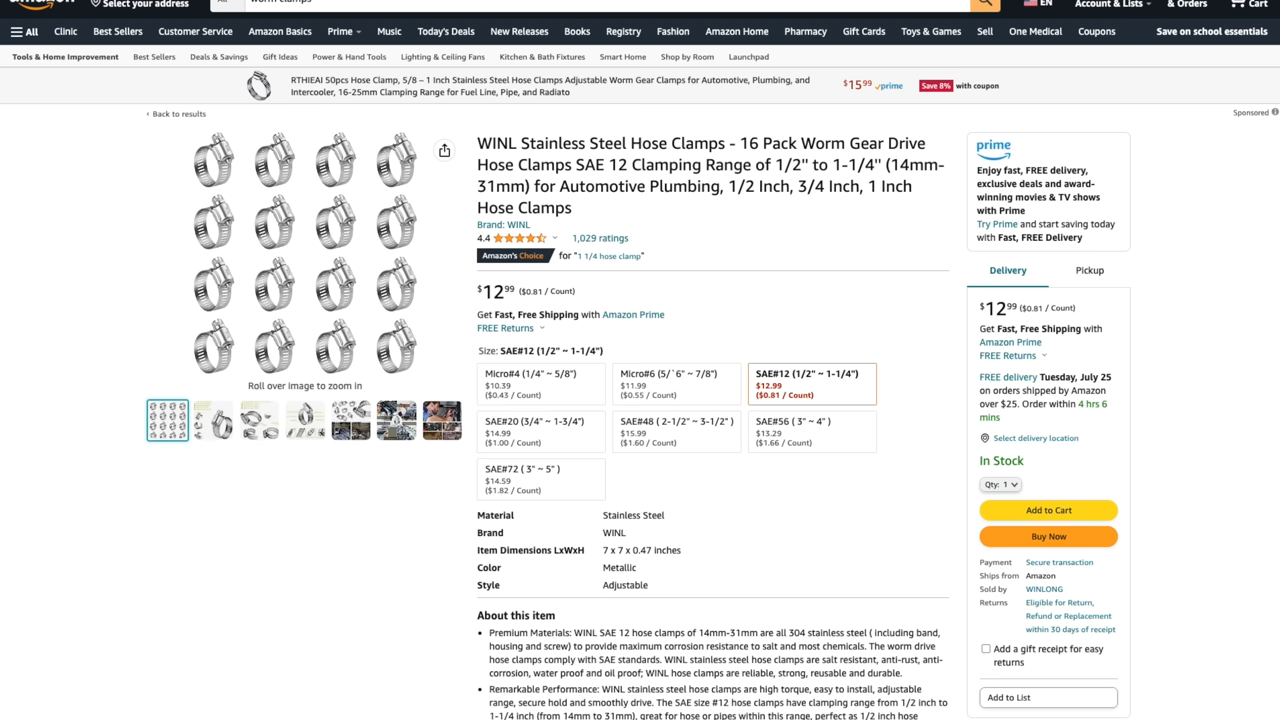 Select your address
EN
Account & Lists
& Orders
Cart
All
Clinic
Best Sellers
Customer Service
Amazon Basics
Prime
Music
Today's Deals
New Releases
Books
Registry
Fashion
Amazon Home
Pharmacy
Gift Cards
Toys & Games
Sell
One Medical
Coupons
Save on school essentials
Tools & Home Improvement
Best Sellers
Deals & Savings
Gift Ideas
Power & Hand Tools
Lighting & Ceiling Fans
Kitchen & Bath Fixtures
Smart Home
Shop by Room
Launchpad
RTHIEAI 50pcs Hose Clamp, 5/8 – 1 Inch Stainless Steel Hose Clamps Adjustable Worm Gear Clamps for Automotive, Plumbing, and
Intercooler, 16-25mm Clamping Range for Fuel Line, Pipe, and Radiato
$1599 prime
Save 8% with coupon
‹ Back to results
Sponsored
WINL Stainless Steel Hose Clamps - 16 Pack Worm Gear Drive
Hose Clamps SAE 12 Clamping Range of 1/2" to 1-1/4" (14mm-
31mm) for Automotive Plumbing, 1/2 Inch, 3/4 Inch, 1 Inch
Hose Clamps
Brand: WINL
4.4
1,029 ratings
Amazon's Choice for "1 1/4 hose clamp"
$1299 ($0.81 / Count)
Get Fast, Free Shipping with Amazon Prime
FREE Returns
Size: SAE#12 (1/2" ~ 1-1/4")
Micro#4 (1/4" ~ 5/8")
$10.39
($0.43 / Count)
Micro#6 (5/`6" ~ 7/8")
$11.99
($0.55 / Count)
SAE#12 (1/2" ~ 1-1/4")
$12.99
($0.81 / Count)
SAE#20 (3/4" ~ 1-3/4")
$14.99
($1.00 / Count)
SAE#48 ( 2-1/2" ~ 3-1/2" )
$15.99
($1.60 / Count)
SAE#56 ( 3" ~ 4" )
$13.29
($1.66 / Count)
SAE#72 ( 3" ~ 5" )
$14.59
($1.82 / Count)
Material Stainless Steel
Brand WINL
Item Dimensions LxWxH 7 x 7 x 0.47 inches
Color Metallic
Style Adjustable
About this item
Premium Materials: WINL SAE 12 hose clamps of 14mm-31mm are all 304 stainless steel ( including band,
housing and screw) to provide maximum corrosion resistance to salt and most chemicals. The worm drive
hose clamps comply with SAE standards. WINL stainless steel hose clamps are salt resistant, anti-rust, anti-
corrosion, water proof and oil proof; WINL hose clamps are reliable, strong, reusable and durable.
Remarkable Performance: WINL stainless steel hose clamps are high torque, easy to install, adjustable
range, secure hold and smoothly drive. The SAE size #12 hose clamps have clamping range from 1/2 inch to
1-1/4 inch (from 14mm to 31mm), great for hose or pipes within this range, perfect as 1/2 inch hose
Roll over image to zoom in
prime
Enjoy fast, FREE delivery,
exclusive deals and award-
winning movies & TV shows
with Prime
Try Prime and start saving today
with Fast, FREE Delivery
Delivery
Pickup
$1299 ($0.81 / Count)
Get Fast, Free Shipping with
Amazon Prime
FREE Returns
FREE delivery Tuesday, July 25
on orders shipped by Amazon
over $25. Order within 4 hrs 6
mins
Select delivery location
In Stock
Qty: 1
Add to Cart
Buy Now
Payment Secure transaction
Ships from Amazon
Sold by WINLONG
Returns Eligible for Return,
Refund or Replacement
within 30 days of receipt
Add a gift receipt for easy
returns
Add to List